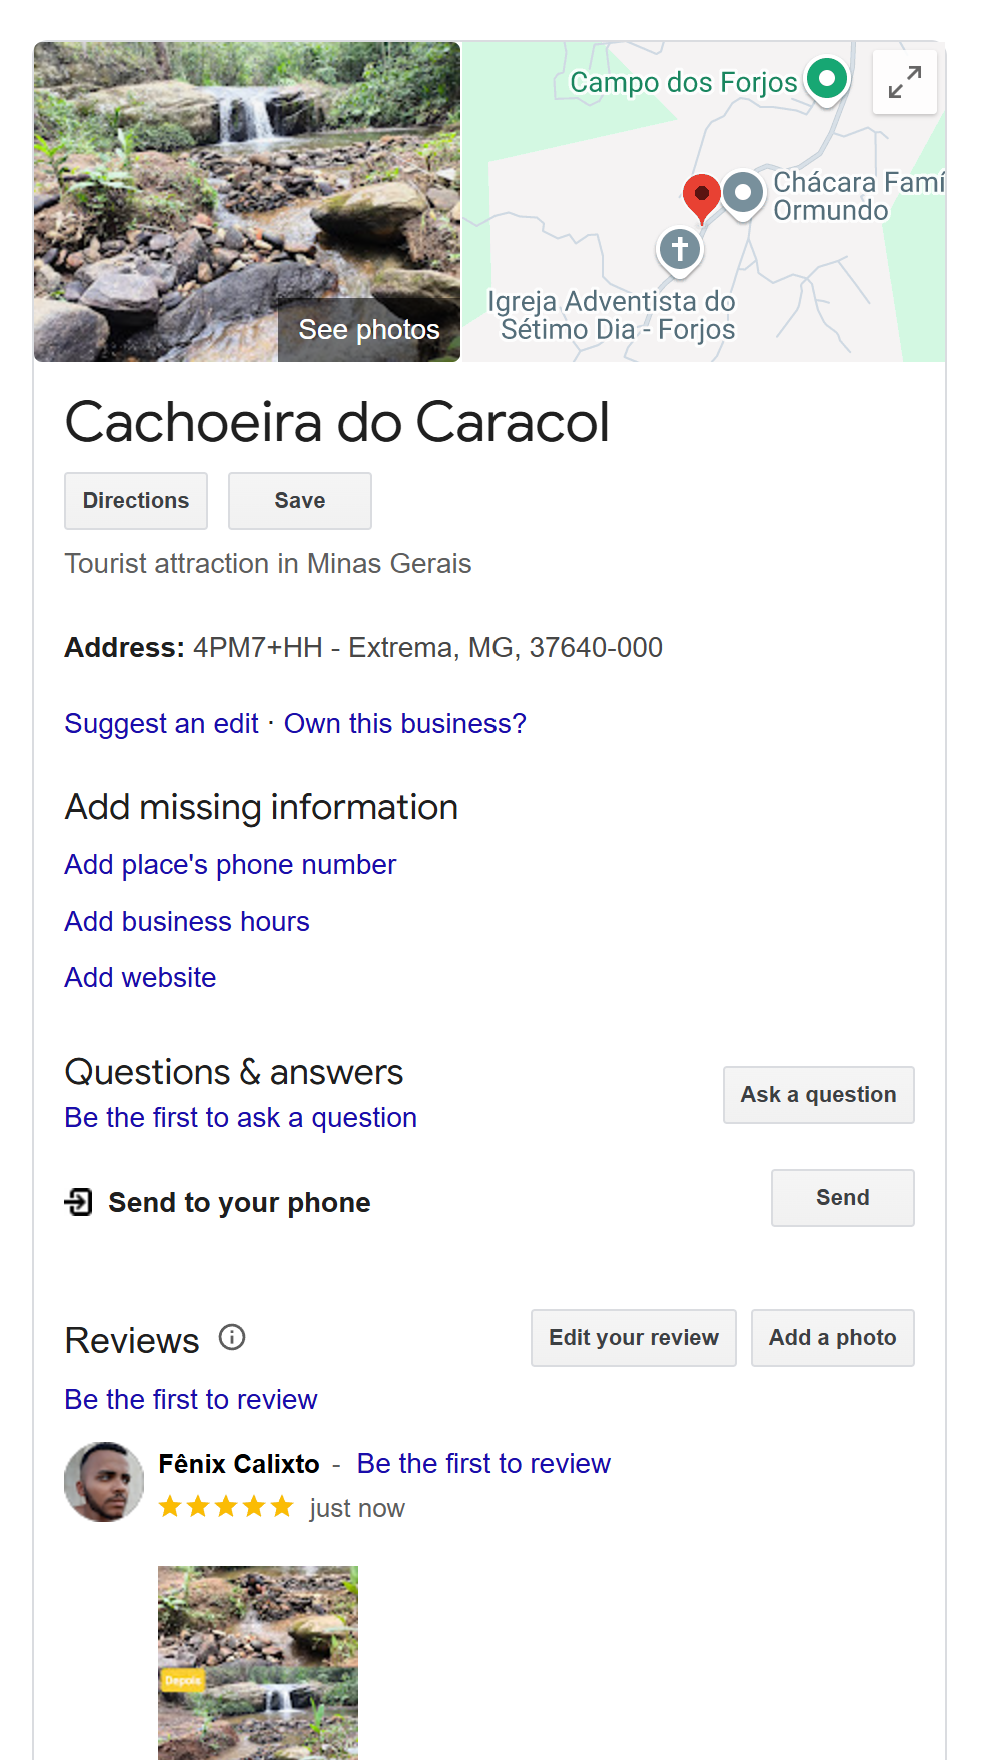 See photos
Campo dos Forjos
Chácara Famí
Ormundo
Igreja Adventista do
Sétimo Dia - Forjos
Cachoeira do Caracol
Directions
Save
Tourist attraction in Minas Gerais
Address: 4PM7+HH - Extrema, MG, 37640-000
Suggest an edit · Own this business?
Add missing information
Add place's phone number
Add business hours
Add website
Questions & answers
Be the first to ask a question
Ask a question
Send to your phone
Send
Reviews
Edit your review
Add a photo
Be the first to review
Fênix Calixto - Be the first to review
just now
Depois